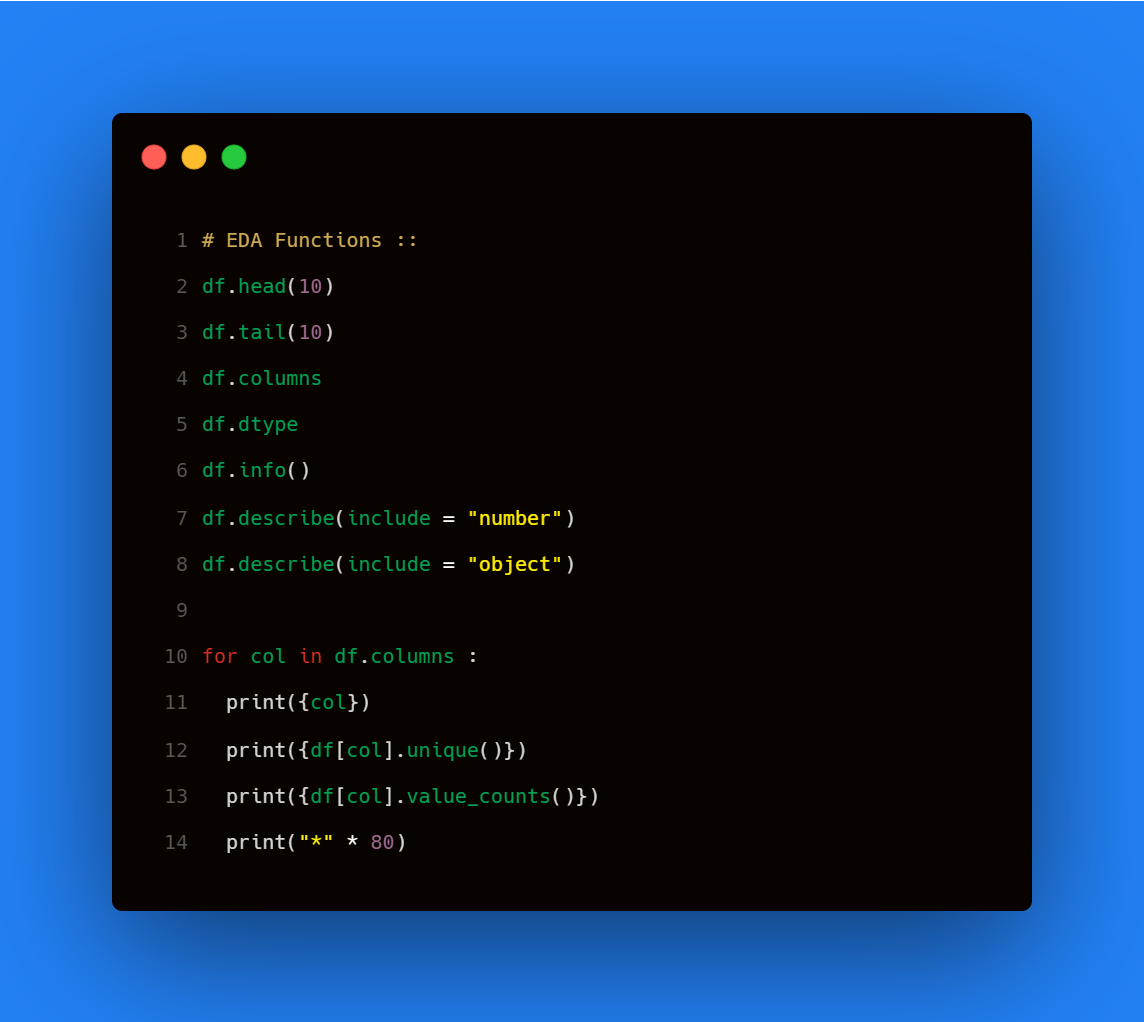 1 # EDA Functions ::
2 df.head(10)
3 df.tail(10)
4 df.columns
5 df.dtype
6 df.info()
7 df.describe(include = "number")
8 df.describe(include = "object")
9
10 for col in df.columns :
11   print({col})
12   print({df[col].unique()})
13   print({df[col].value_counts()})
14   print("*" * 80)